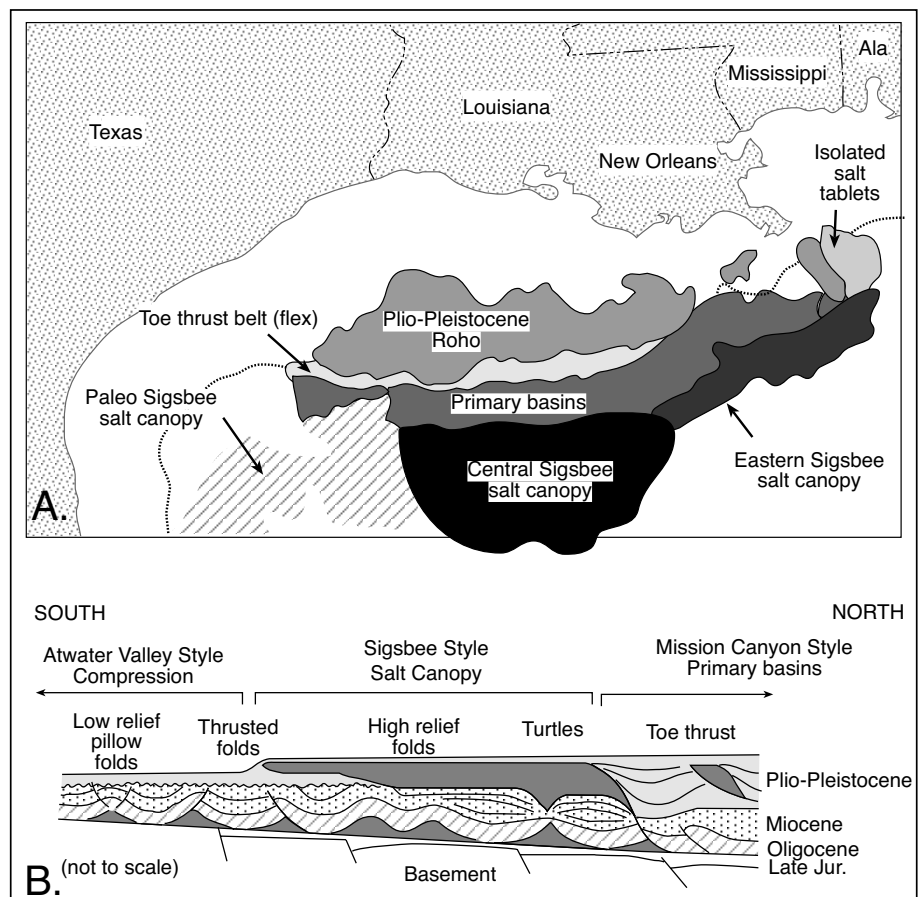 Ala
Mississippi
Louisiana
Texas
New Orleans
Isolated
salt
tablets
Toe thrust belt (flex)
Plio-Pleistocene
Roho
Paleo Sigsbee
salt canopy
Primary basins
Central Sigsbee
salt canopy
Eastern Sigsbee
salt canopy
A.
SOUTH
NORTH
Atwater Valley Style
Compression
Sigsbee Style
Salt Canopy
Mission Canyon Style
Primary basins
Low relief
pillow
folds
Thrusted
folds
High relief
folds
Turtles
Toe thrust
Plio-Pleistocene
Miocene
Oligocene
Late Jur.
(not to scale)
Basement
B.